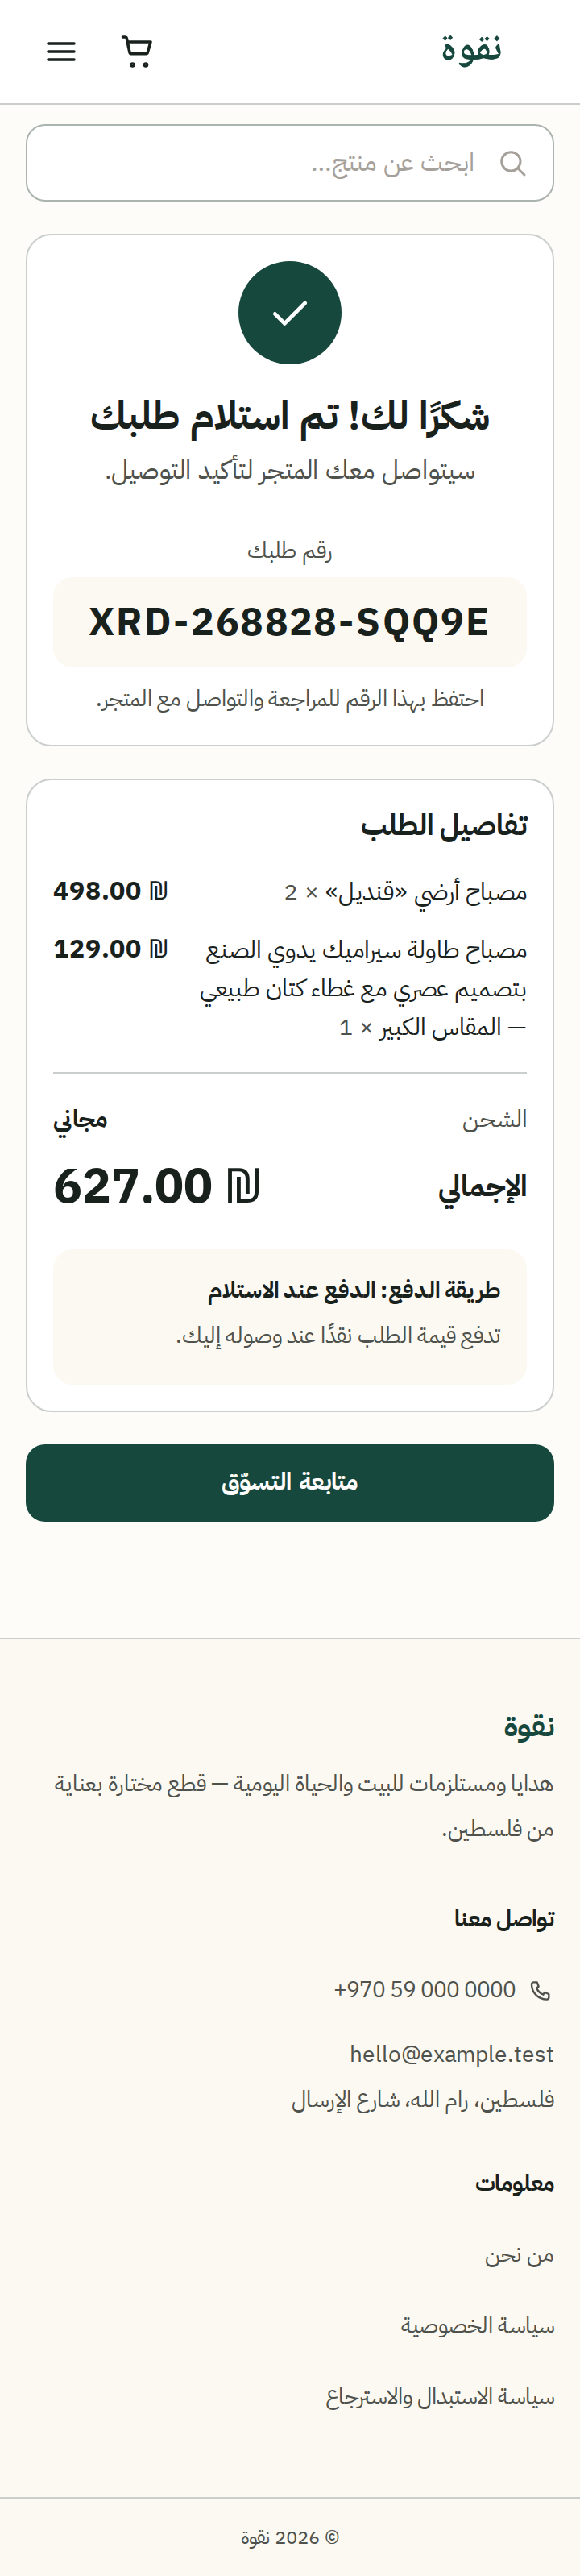 نقوة
ابحث عن منتج...
شكرًا لك! تم استلام طلبك
سيتواصل معك المتجر لتأكيد التوصيل.
رقم طلبك
XRD-268828-SQQ9E
احتفظ بهذا الرقم للمراجعة والتواصل مع المتجر.
تفاصيل الطلب
مصباح أرضي «قنديل» × 2
498.00 ₪
مصباح طاولة سيراميك يدوي الصنع
129.00 ₪
بتصميم عصري مع غطاء كتان طبيعي
— المقاس الكبير × 1
الشحن
مجاني
الإجمالي
627.00 ₪
طريقة الدفع: الدفع عند الاستلام
تدفع قيمة الطلب نقدًا عند وصوله إليك.
متابعة التسوّق
نقوة
هدايا ومستلزمات للبيت والحياة اليومية — قطع مختارة بعناية
من فلسطين.
تواصل معنا
+970 59 000 0000
hello@example.test
فلسطين، رام الله، شارع الإرسال
معلومات
من نحن
سياسة الخصوصية
سياسة الاستبدال والاسترجاع
© 2026 نقوة